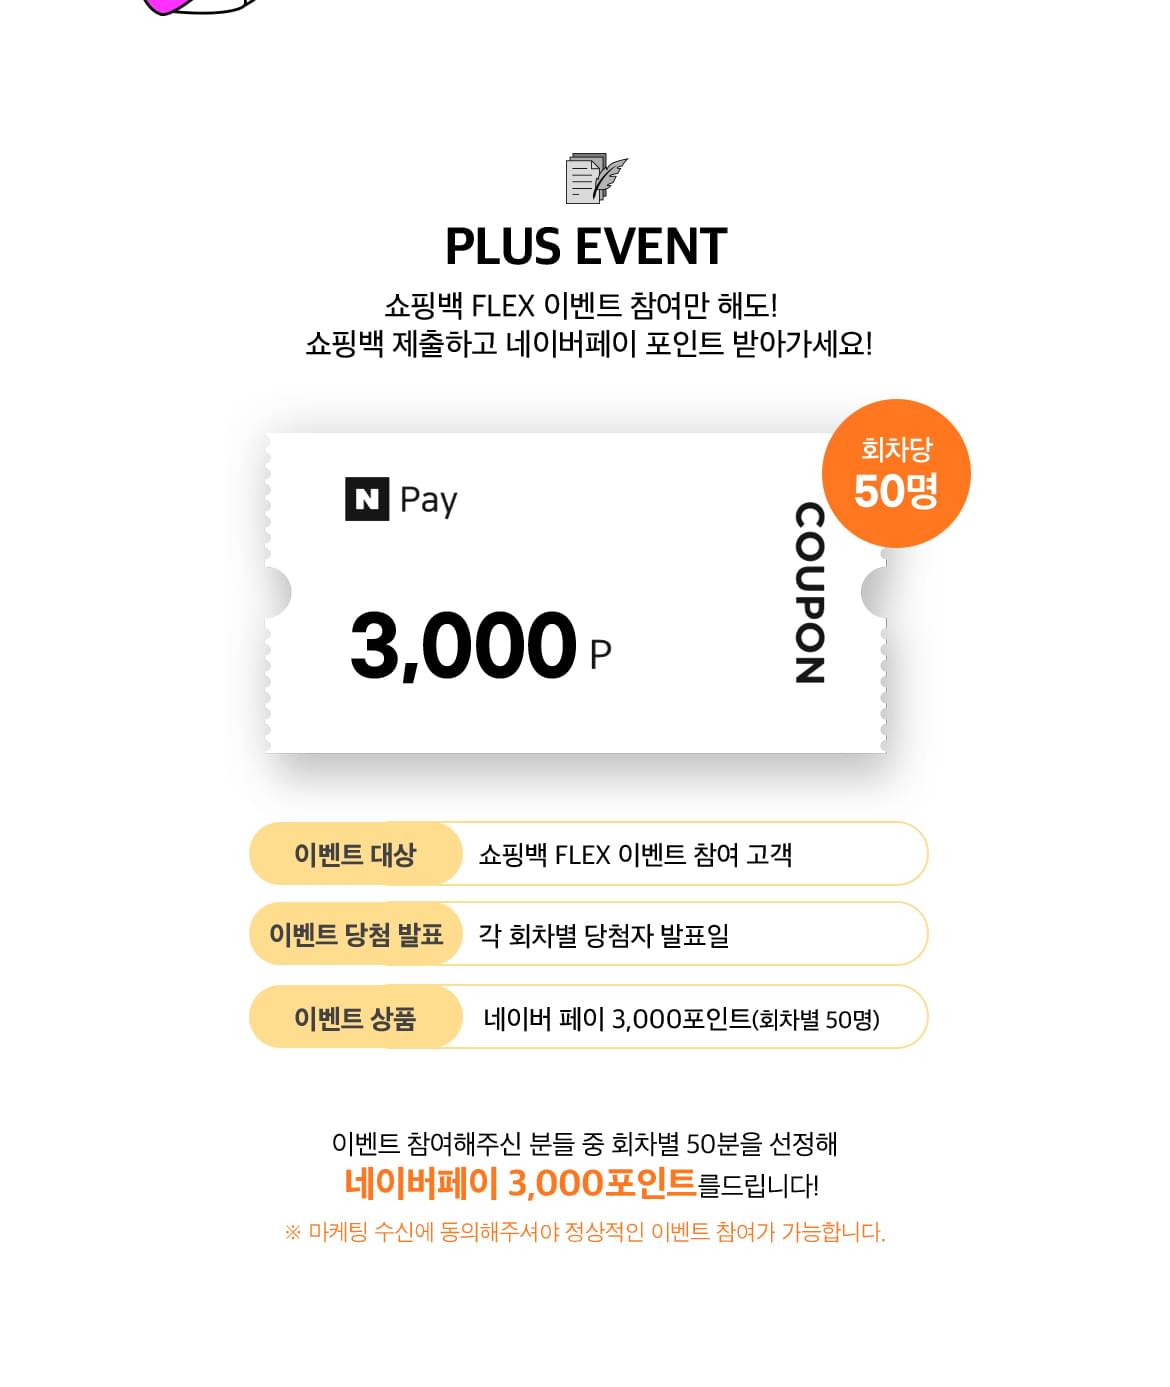 PLUS EVENT
쇼핑백 FLEX 이벤트 참여만 해도!
쇼핑백 제출하고 네이버페이 포인트 받아가세요!
회차당
50명
N Pay
COUPON
3,000 P
이벤트 대상 쇼핑백 FLEX 이벤트 참여 고객
이벤트 당첨 발표 각 회차별 당첨자 발표일
이벤트 상품 네이버 페이 3,000포인트(회차별 50명)
이벤트 참여해주신 분들 중 회차별 50분을 선정해
네이버페이 3,000포인트를드립니다!
※ 마케팅 수신에 동의해주셔야 정상적인 이벤트 참여가 가능합니다.